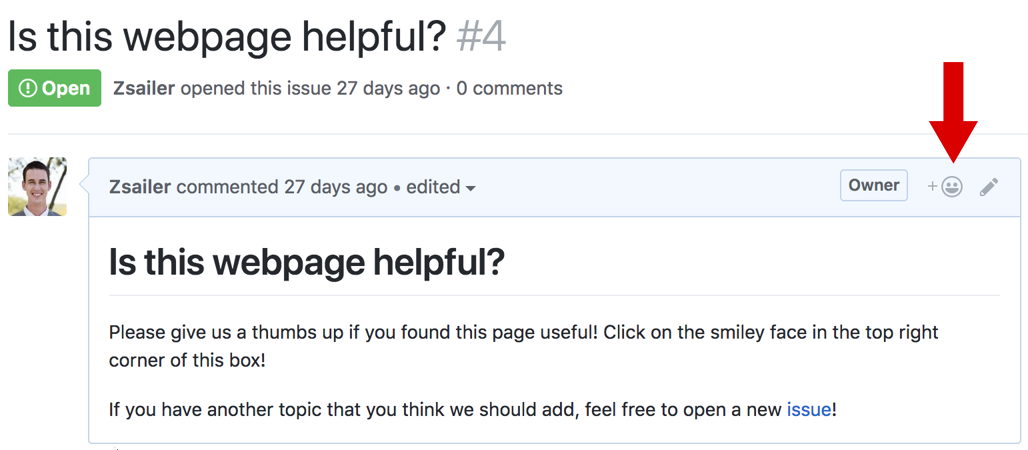 Is this webpage helpful? #4
Open Zsailer opened this issue 27 days ago · 0 comments
Zsailer commented 27 days ago • edited Owner +
Is this webpage helpful?
Please give us a thumbs up if you found this page useful! Click on the smiley face in the top right
corner of this box!
If you have another topic that you think we should add, feel free to open a new issue!